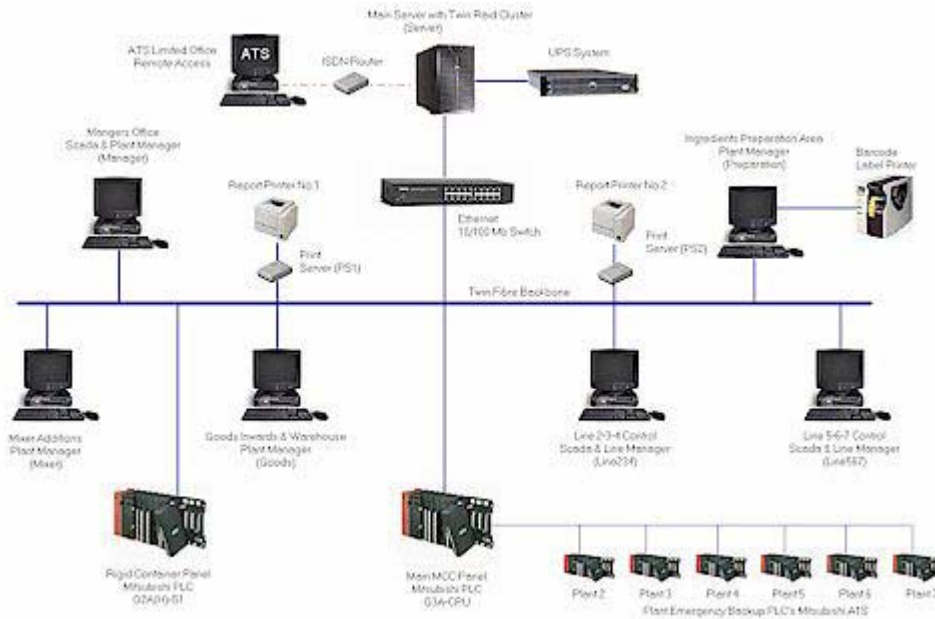 Main Server with Twin Raid Cluster
(Server)
ATS Limited Office
Remote Access
ATS
ISDN Router
UPS System
Mangers Office
Scada & Plant Manager
(Manager)
Ingredients Preparation Area
Plant Manager
(Preparation)
Barcode
Label Printer
Report Printer No.1
Report Printer No.2
Ethernet
10/100 Mb Switch
Print
Server (PS1)
Print
Server (PS2)
Twin Fibre Backbone
Mixer Additions
Plant Manager
(Mixer)
Goods Inwards & Warehouse
Plant Manager
(Goods)
Line 2-3-4 Control
Scada & Line Manager
(Line234)
Line 5-6-7 Control
Scada & Line Manager
(Line567)
Rigid Container Panel
Mitsubishi PLC
Main MCC Panel
Mitsubishi PLC
Q3A-CPU
Plant 2
Plant 3
Plant 4
Plant 5
Plant 6
Plant 7
Plant Emergency Backup PLC's Mitsubishi ATS